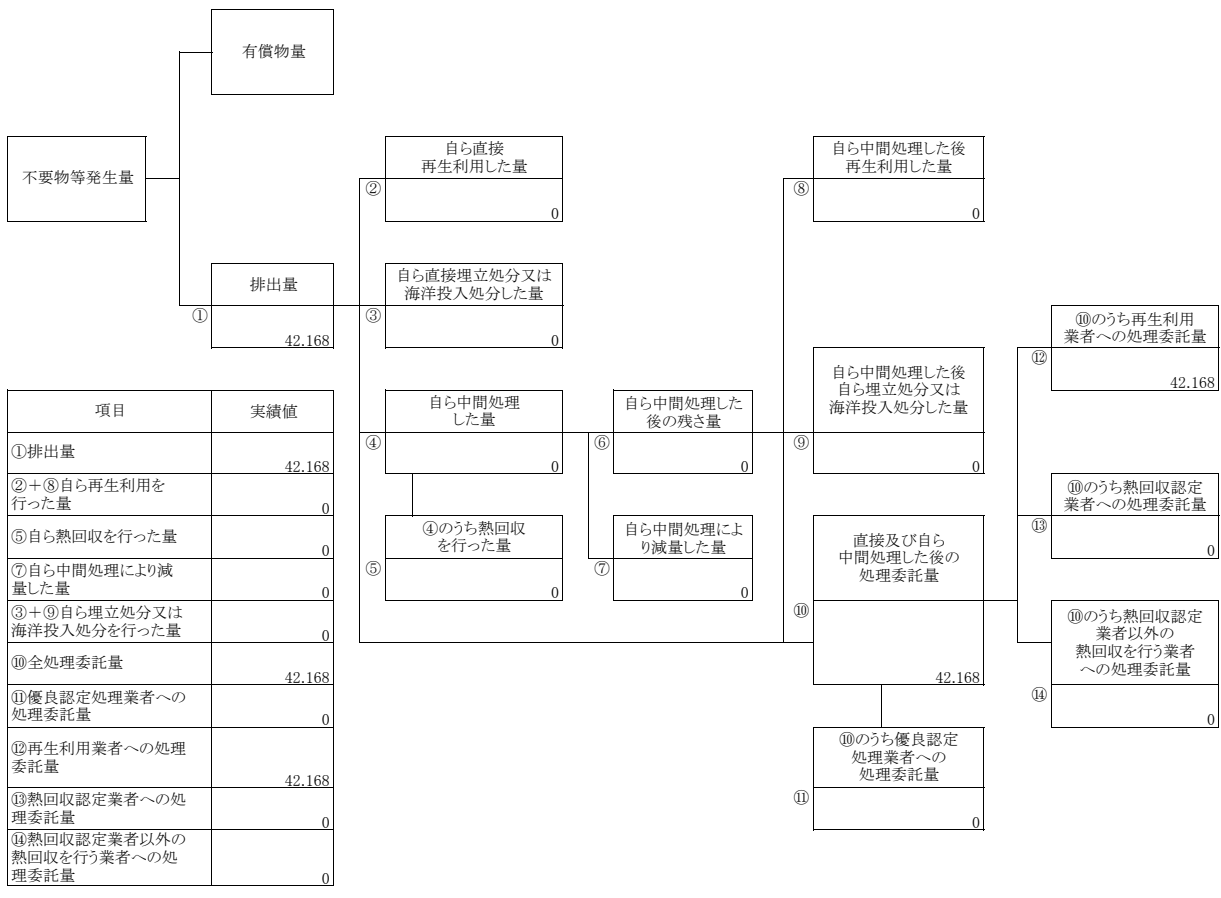 有償物量
不要物等発生量
自ら直接
再生利用した量
②
0
自ら中間処理した後
再生利用した量
⑧
0
排出量
①
42.168
自ら直接埋立処分又は
海洋投入処分した量
③
0
⑩のうち再生利用
業者への処理委託量
⑫
42.168
自ら中間処理
した量
④
0
自ら中間処理した
後の残さ量
⑥
0
自ら中間処理した後
自ら埋立処分又は
海洋投入処分した量
⑨
0
⑩のうち熱回収認定
業者への処理委託量
⑬
0
④のうち熱回収
を行った量
⑤
0
自ら中間処理によ
り減量した量
⑦
0
直接及び自ら
中間処理した後の
処理委託量
⑩
42.168
⑩のうち熱回収認定
業者以外の
熱回収を行う業者
への処理委託量
⑭
0
⑩のうち優良認定
処理業者への
処理委託量
⑪
0
項目 実績値
①排出量
42.168
②＋⑧自ら再生利用を
行った量
0
⑤自ら熱回収を行った量
0
⑦自ら中間処理により減
量した量
0
③＋⑨自ら埋立処分又は
海洋投入処分を行った量
0
⑩全処理委託量
42.168
⑪優良認定処理業者への
処理委託量
0
⑫再生利用業者への処理
委託量
42.168
⑬熱回収認定業者への処
理委託量
0
⑭熱回収認定業者以外の
熱回収を行う業者への処
理委託量
0